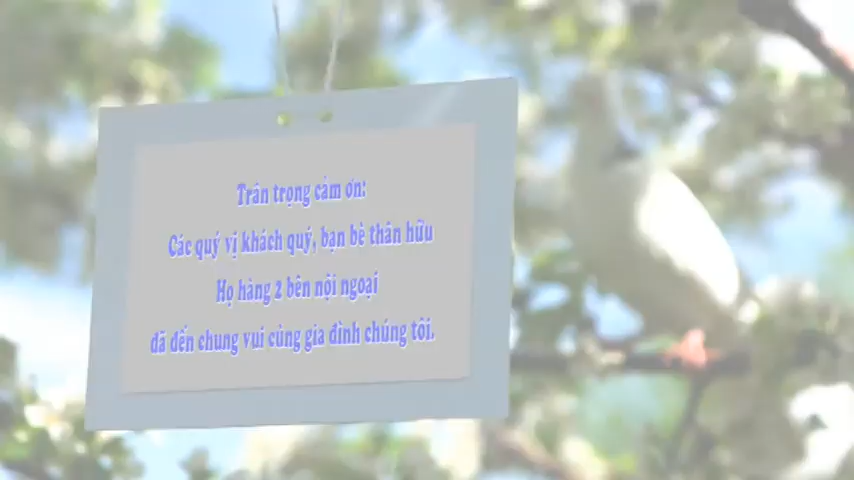 Trân trọng cảm ơn:
Các quý vị khách quý, bạn bè thân hữu
Họ hàng 2 bên nội ngoại
đã đến chung vui cùng gia đình chúng tôi.